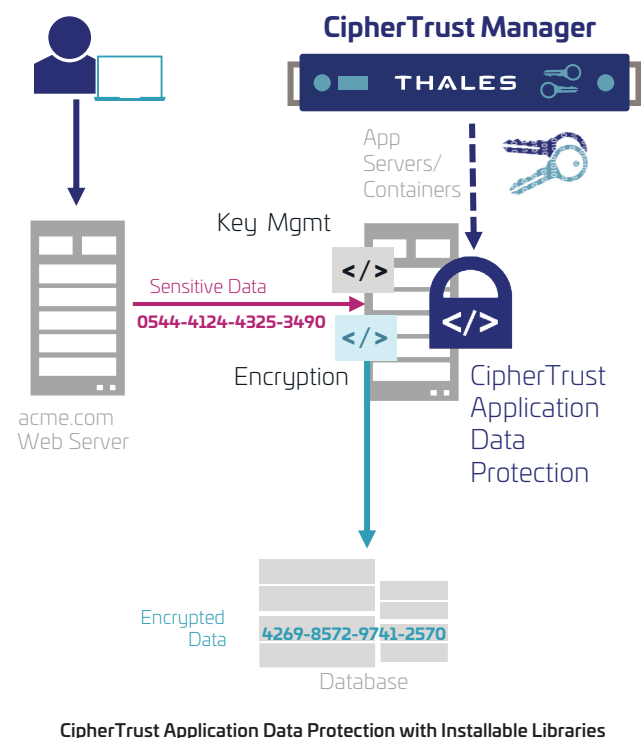 CipherTrust Manager
THALES
App
Servers/
Containers
Key Mgmt
</>
Sensitive Data
0544-4124-4325-3490
</>
</>
Encryption
CipherTrust
Application
Data
Protection
acme.com
Web Server
Encrypted
Data
4269-8572-9741-2570
Database
CipherTrust Application Data Protection with Installable Libraries